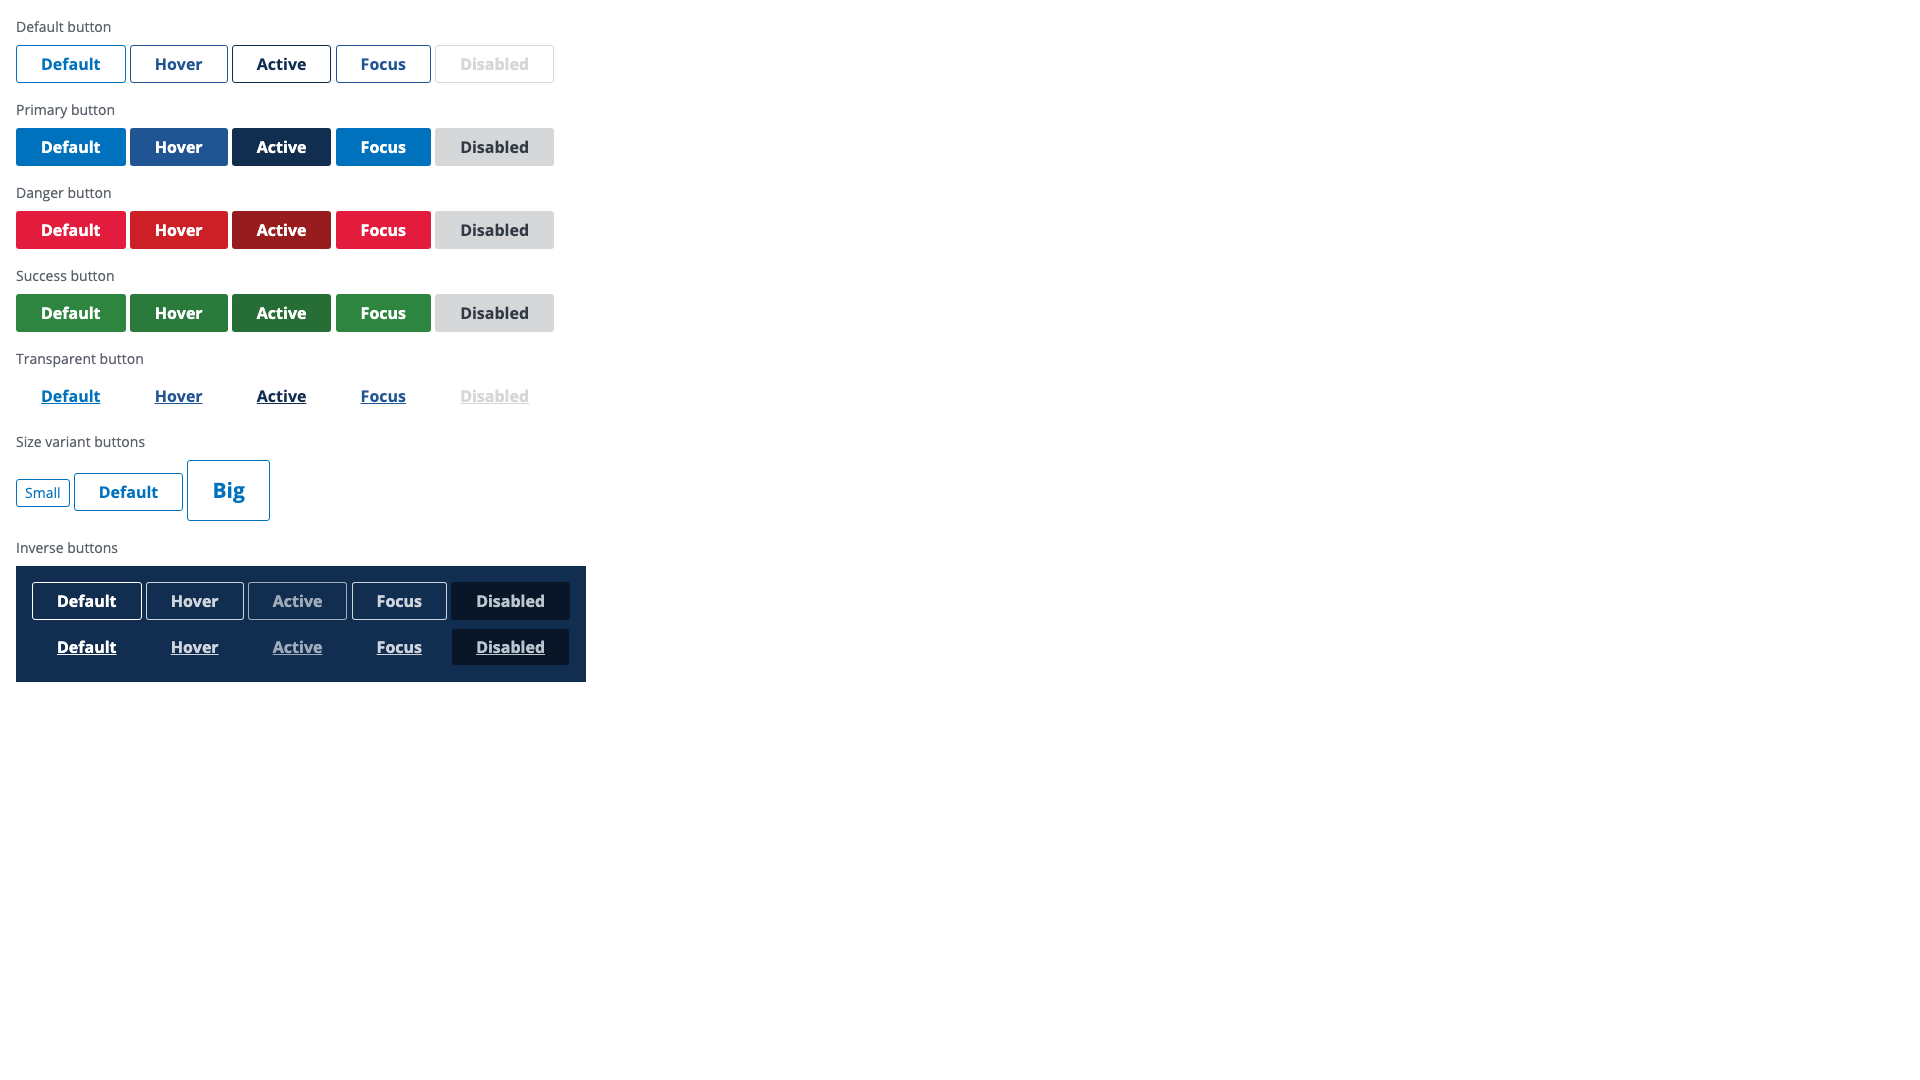 Default button
Default Hover Active Focus Disabled
Primary button
Default Hover Active Focus Disabled
Danger button
Default Hover Active Focus Disabled
Success button
Default Hover Active Focus Disabled
Transparent button
Default Hover Active Focus Disabled
Size variant buttons
Small Default Big
Inverse buttons
Default Hover Active Focus Disabled
Default Hover Active Focus Disabled